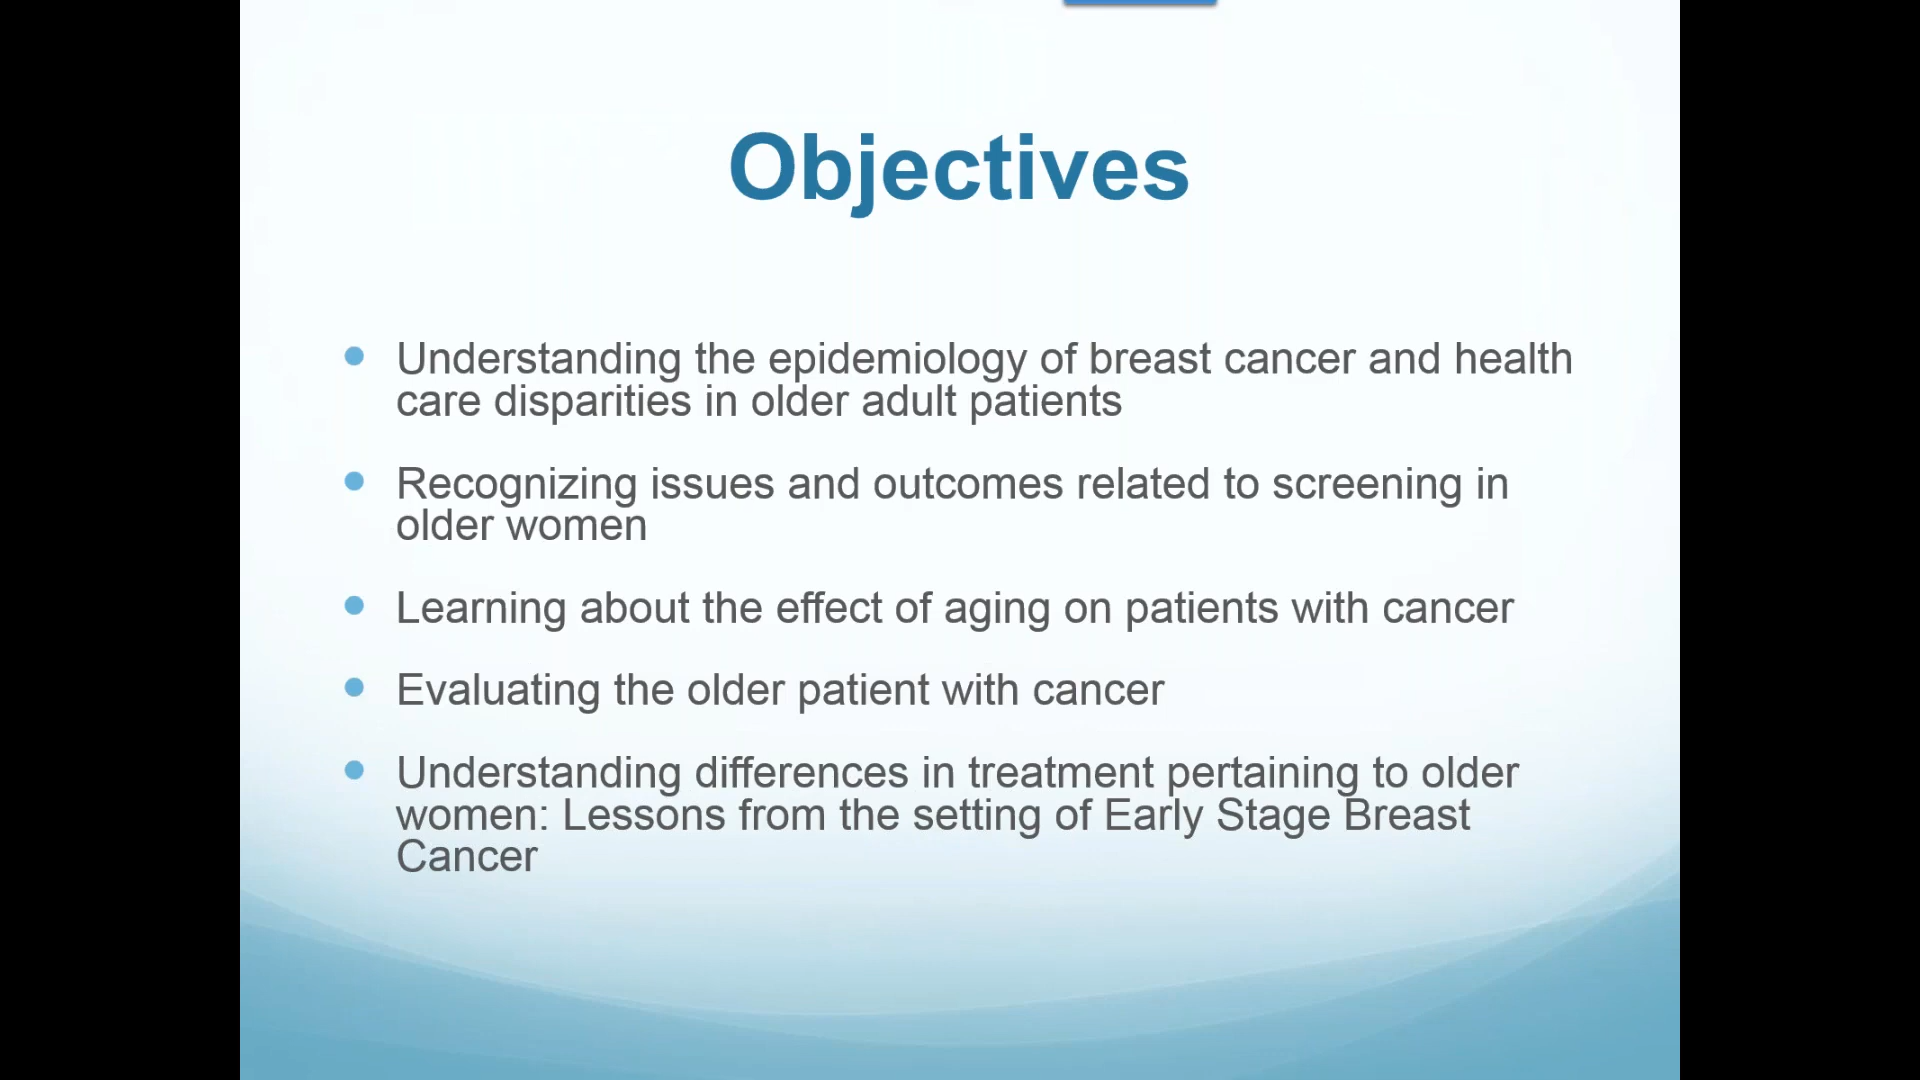 Objectives
Understanding the epidemiology of breast cancer and health
care disparities in older adult patients
Recognizing issues and outcomes related to screening in
older women
Learning about the effect of aging on patients with cancer
Evaluating the older patient with cancer
Understanding differences in treatment pertaining to older
women: Lessons from the setting of Early Stage Breast
Cancer